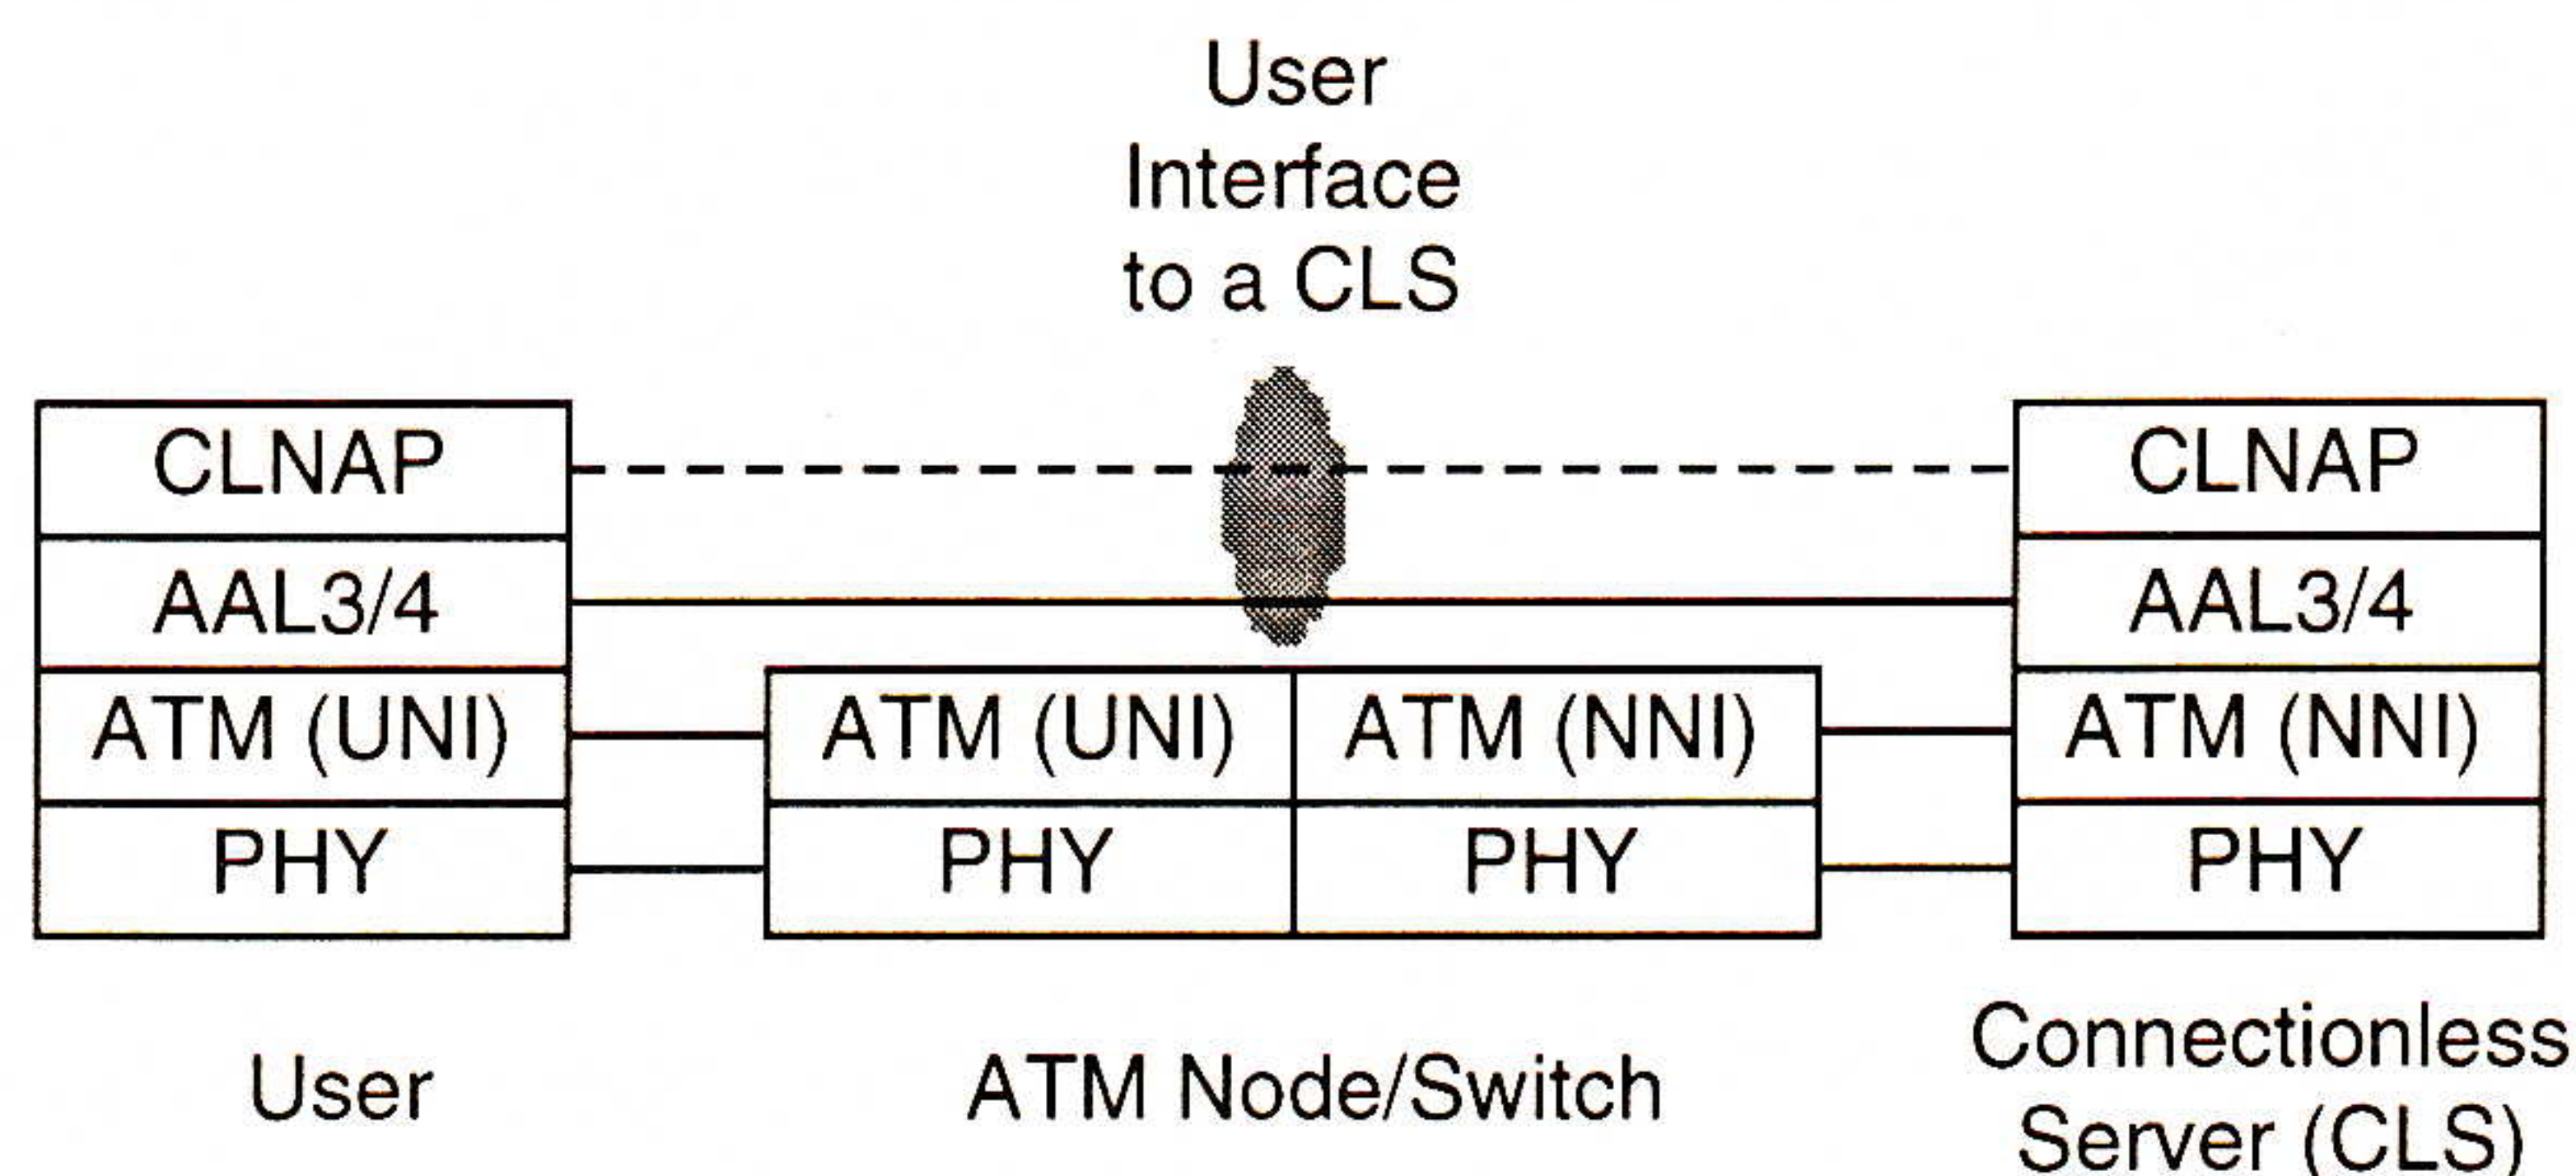 User
Interface
to a CLS
CLNAP
CLNAP
AAL3/4
AAL3/4
ATM (UNI)
ATM (UNI)
ATM (NNI)
ATM (NNI)
PHY
PHY
PHY
PHY
User
ATM Node/Switch
Connectionless
Server (CLS)